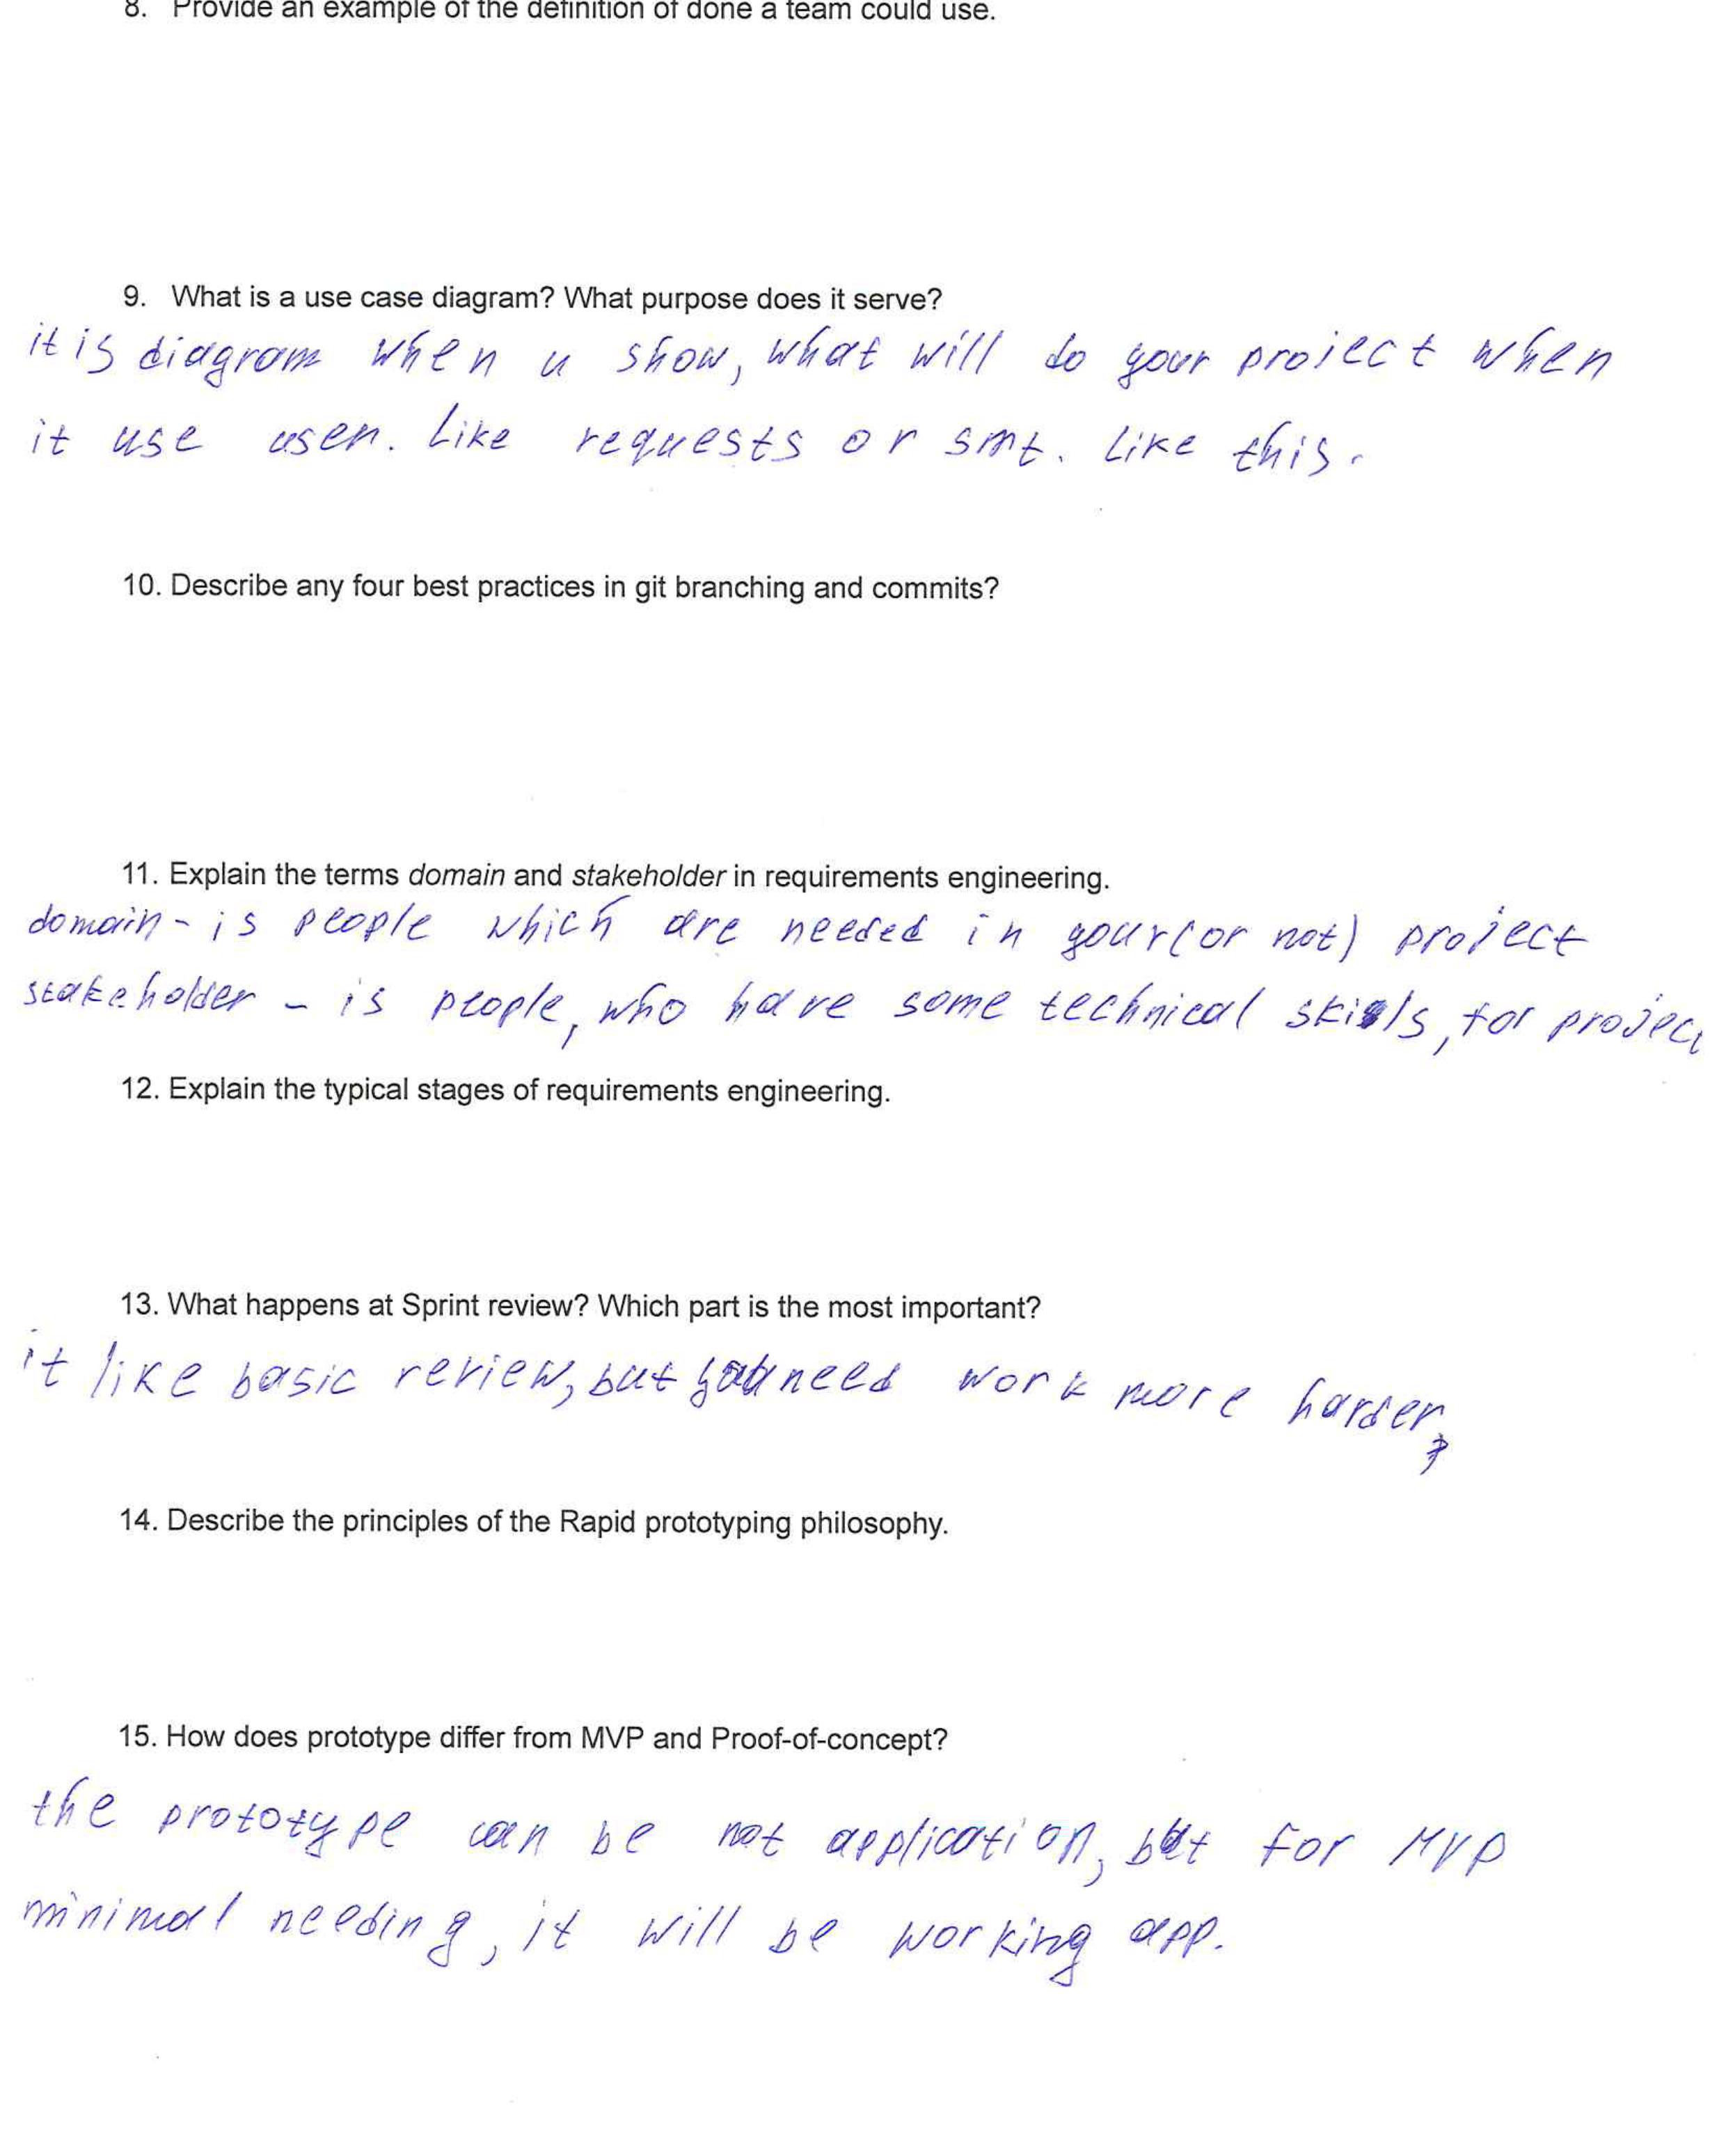 8. Provide an example of the definition of done a team could use.
9. What is a use case diagram? What purpose does it serve?
it is diagram when u show, what will do your project when
it use user. Like requests or smt. Like this.
10. Describe any four best practices in git branching and commits?
11. Explain the terms domain and stakeholder in requirements engineering.
domain - is people which are needed in your(or not) project
stakeholder - is people, who have some technical skills, for project
12. Explain the typical stages of requirements engineering.
13. What happens at Sprint review? Which part is the most important?
it like basic review, but you need work more harder,
14. Describe the principles of the Rapid prototyping philosophy.
15. How does prototype differ from MVP and Proof-of-concept?
the prototype can be not application, but for MVP
minimal needing, it will be working app.